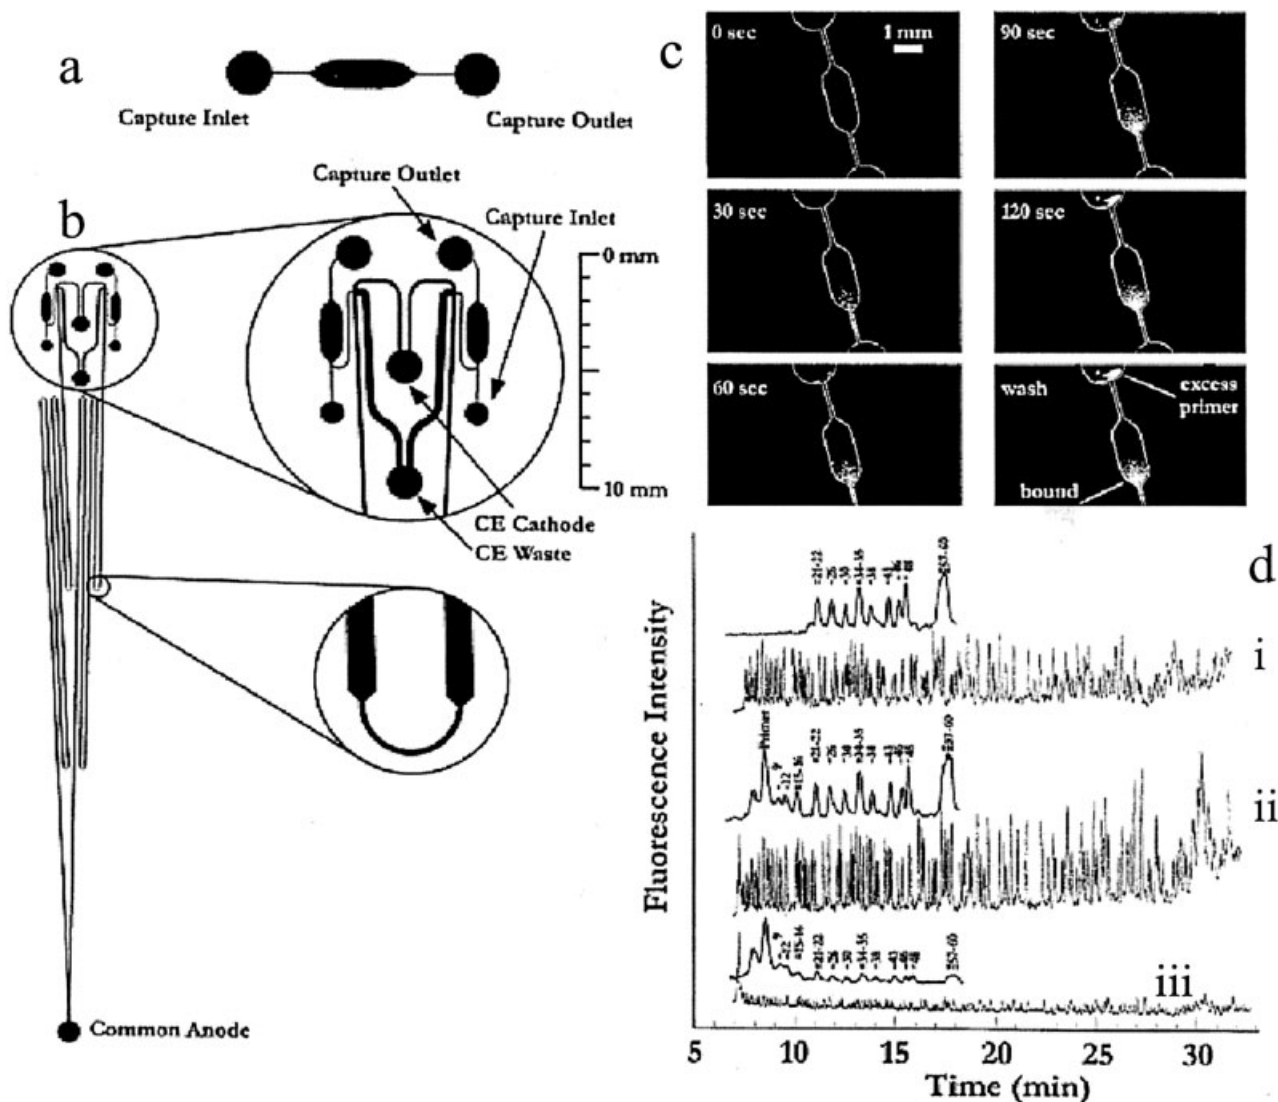 a
Capture Inlet
Capture Outlet
b
Capture Outlet
Capture Inlet
0 mm
10 mm
CE Cathode
CE Waste
Common Anode
c
0 sec
1 mm
90 sec
30 sec
120 sec
60 sec
wash
excess
primer
bound
d
i
ii
iii
Primer
Fluorescence Intensity
5 10 15 20 25 30
Time (min)